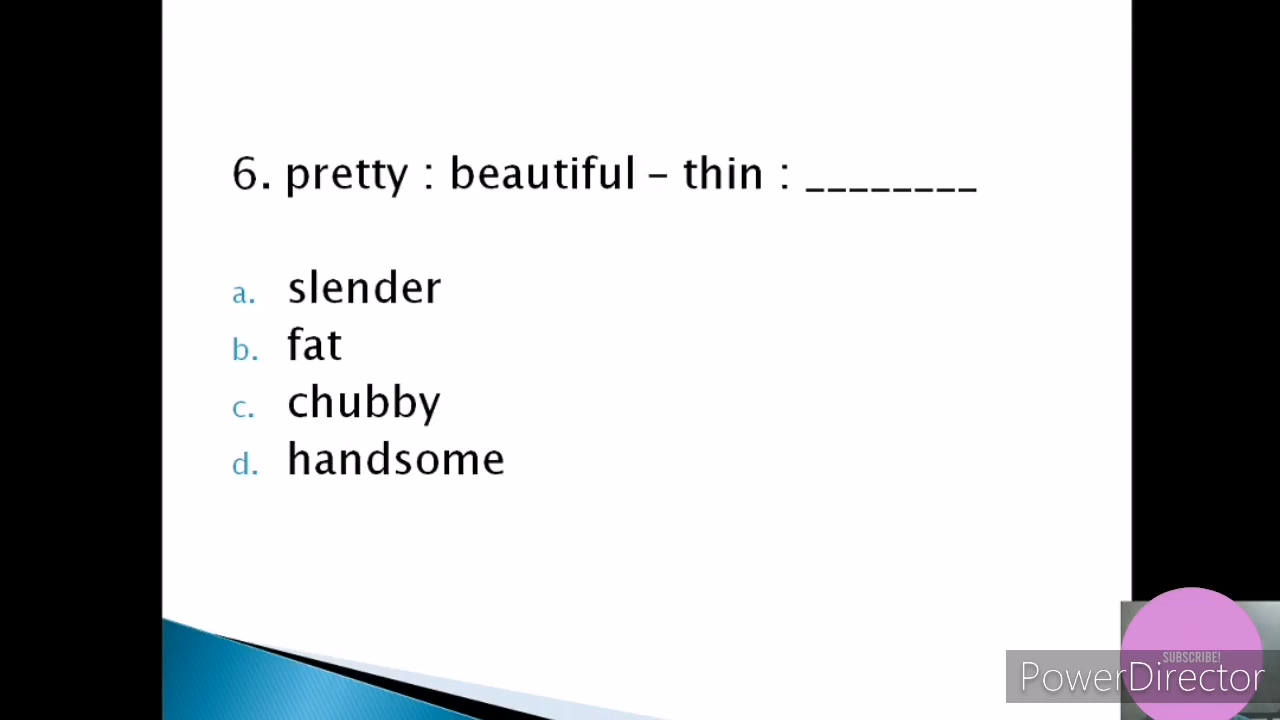 6. pretty : beautiful – thin : ________
a. slender
b. fat
c. chubby
d. handsome
SUBSCRIBE!
PowerDirector